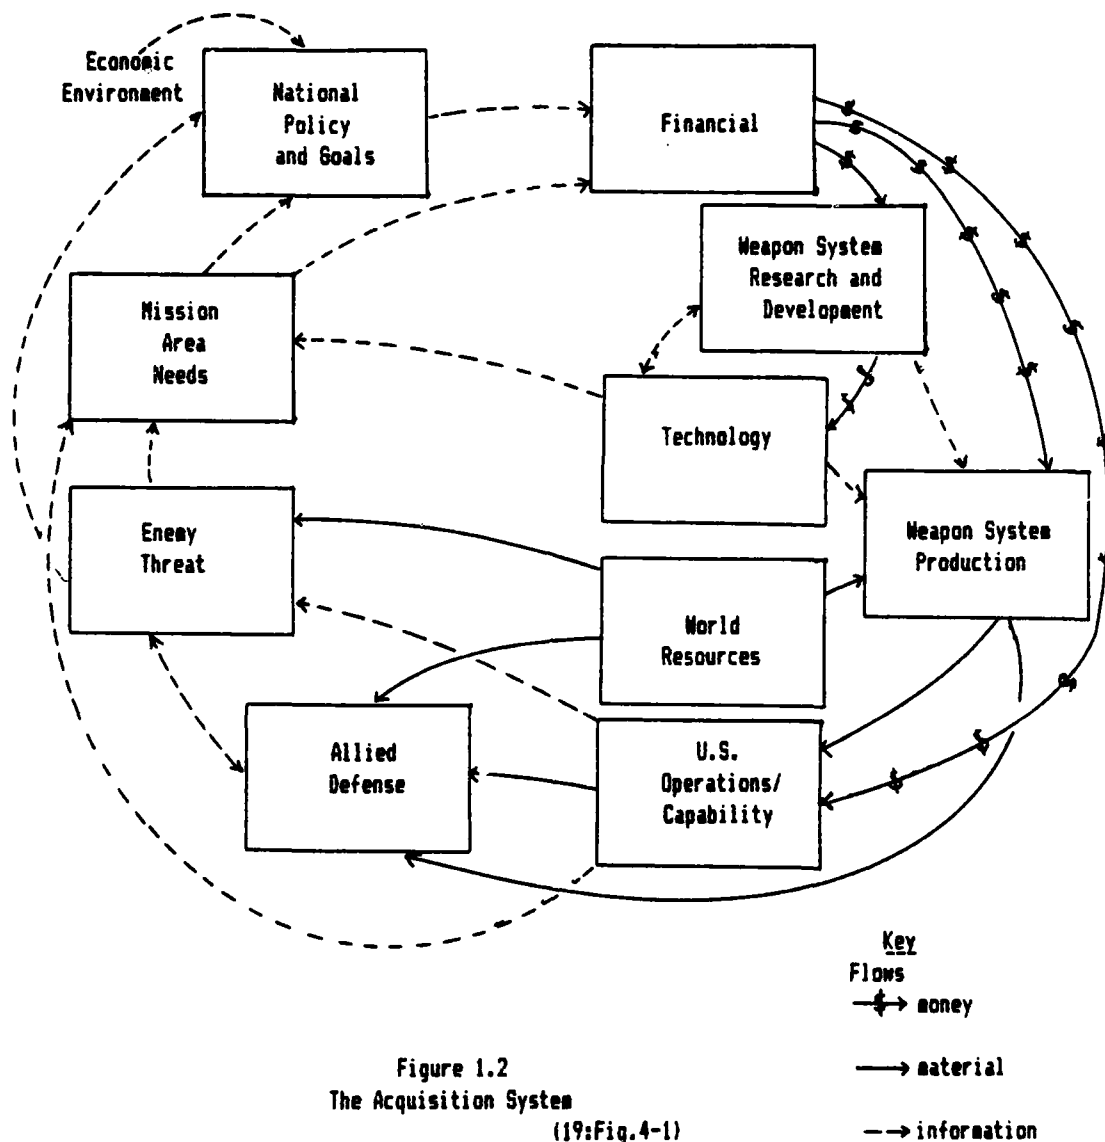 Economic
Environment
National
Policy
and Goals
Financial
Weapon System
Research and
Development
Mission
Area
Needs
Technology
Enemy
Threat
Weapon System
Production
World
Resources
Allied
Defense
U.S.
Operations/
Capability
Key
Flows
$ money
material
information
Figure 1.2
The Acquisition System
(19:Fig.4-1)